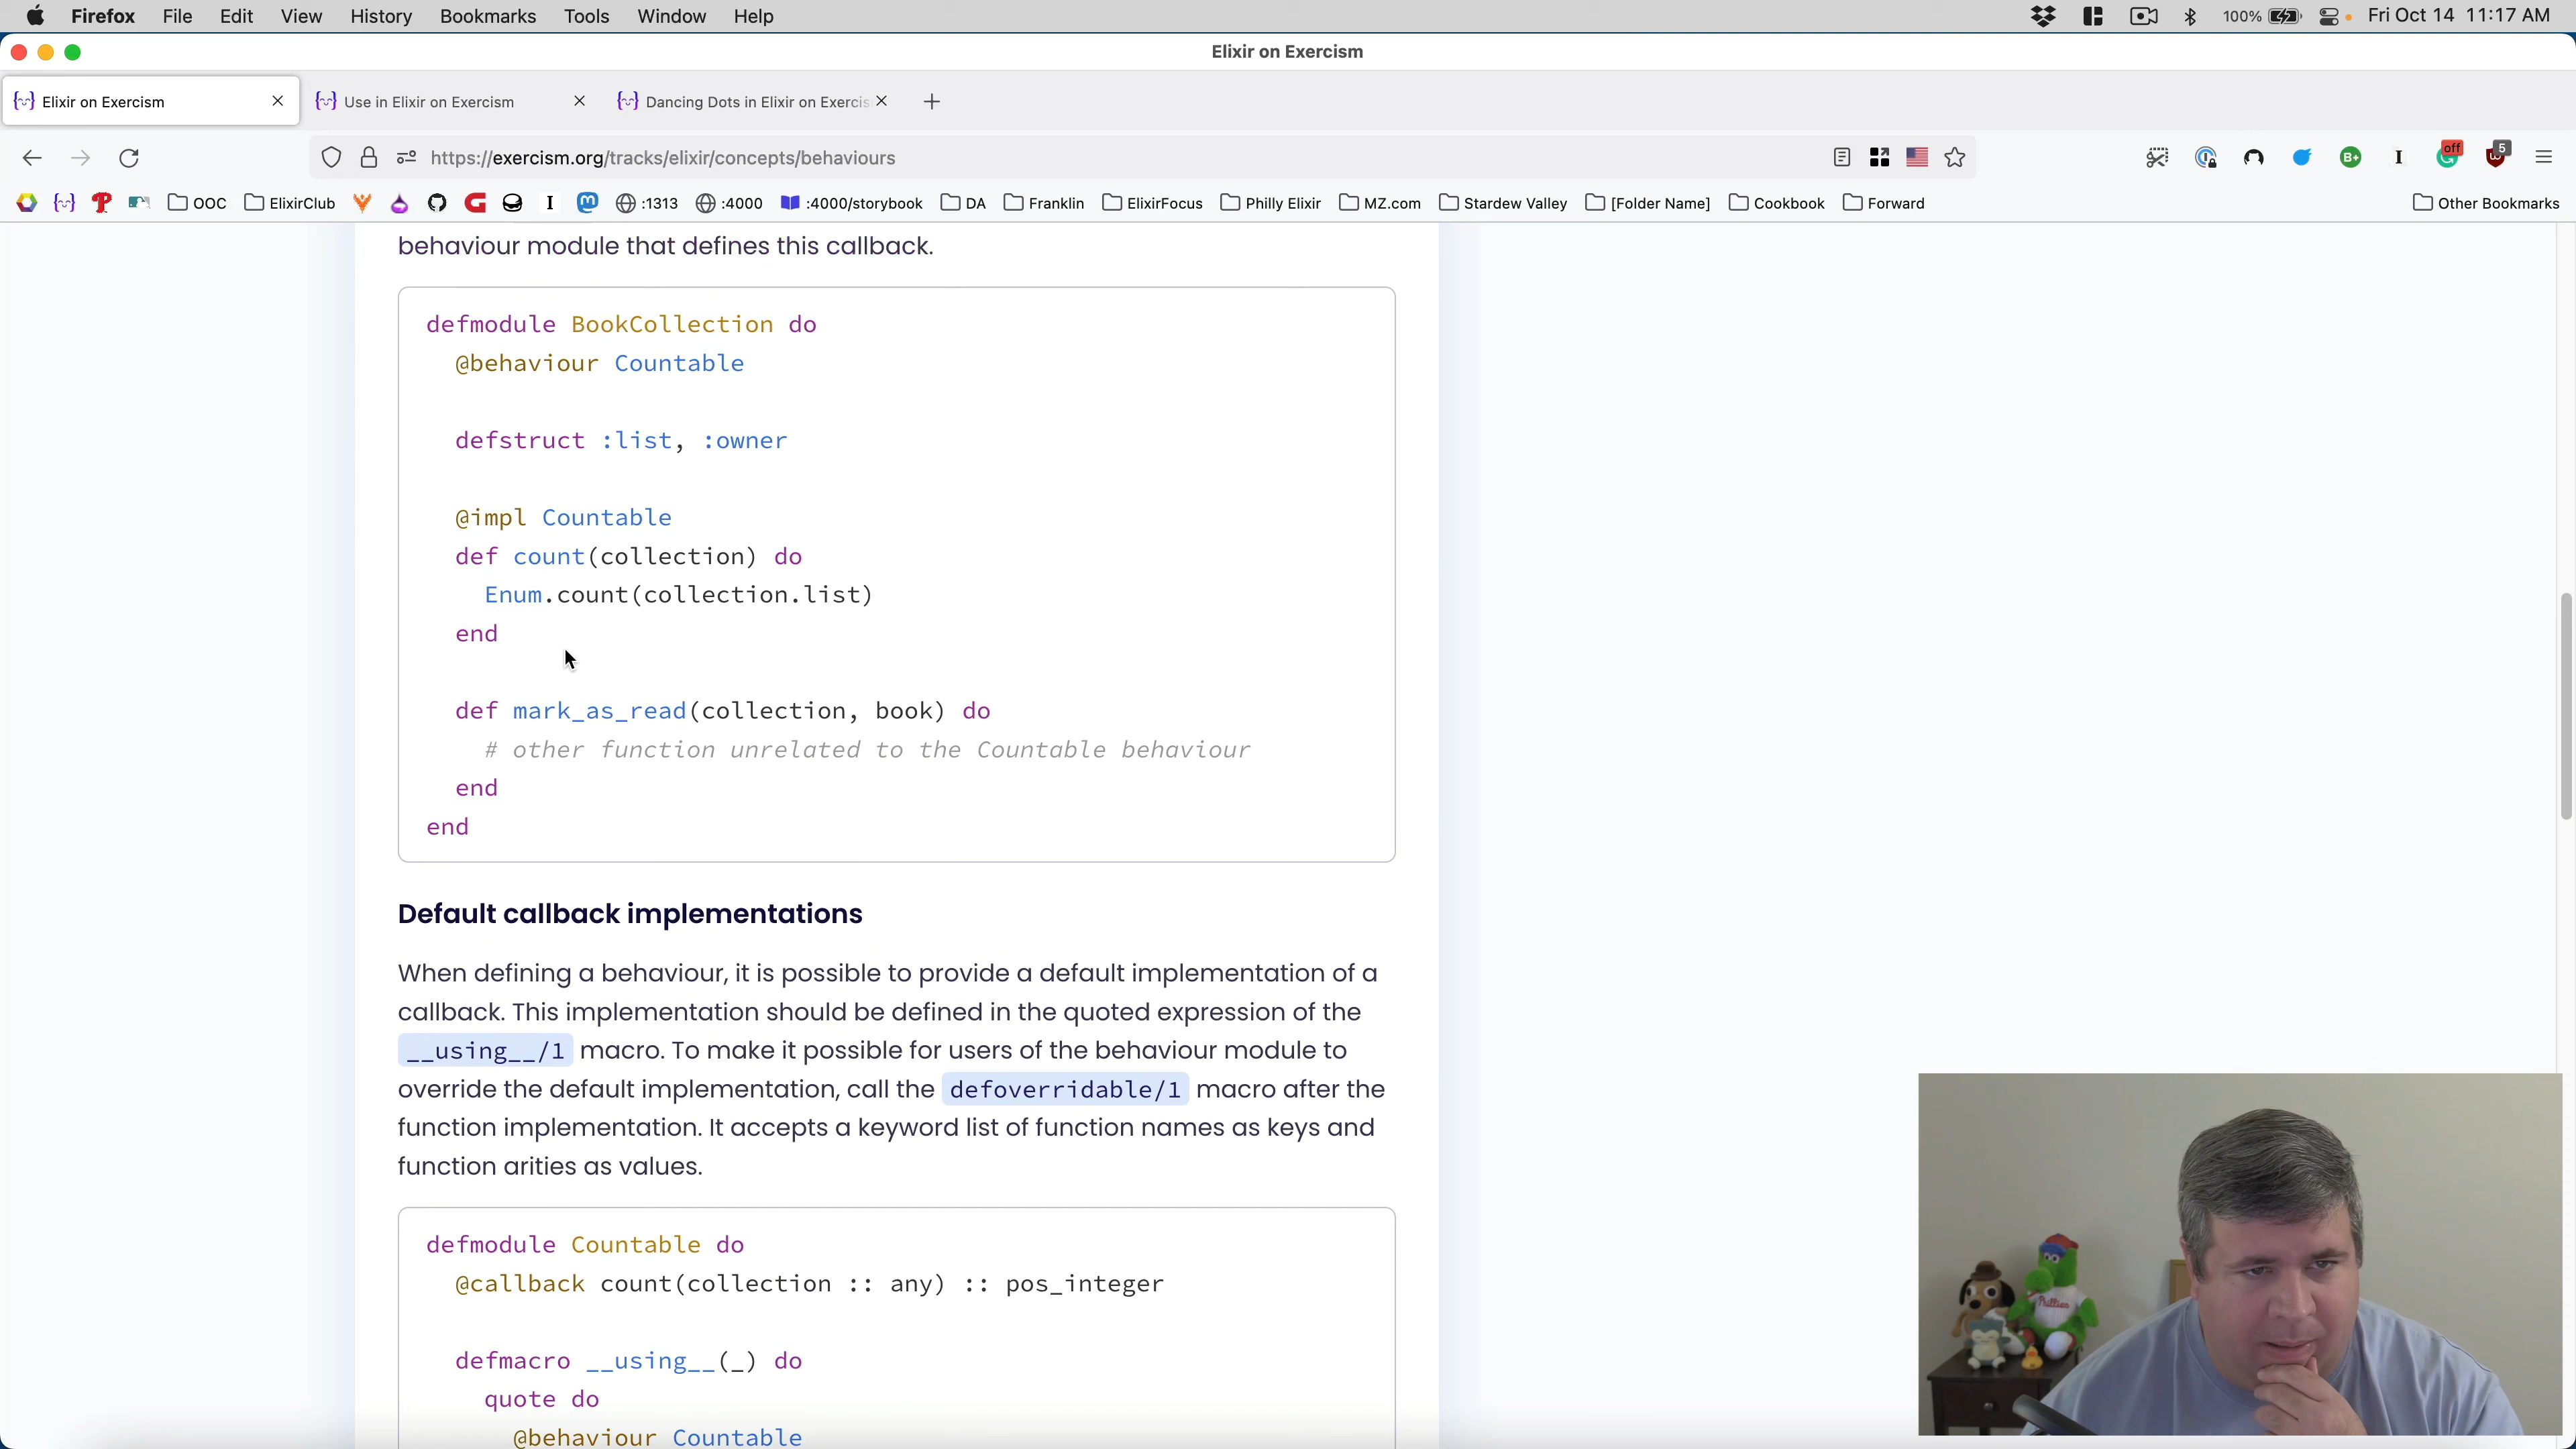 Firefox File Edit View History Bookmarks Tools Window Help 100% Fri Oct 14 11:17 AM
Elixir on Exercism
Elixir on Exercism Use in Elixir on Exercism Dancing Dots in Elixir on Exercis
https://exercism.org/tracks/elixir/concepts/behaviours off 5
OOC ElixirClub :1313 :4000 :4000/storybook DA Franklin ElixirFocus Philly Elixir MZ.com Stardew Valley [Folder Name] Cookbook Forward Other Bookmarks
behaviour module that defines this callback.
defmodule BookCollection do
@behaviour Countable
defstruct :list, :owner
@impl Countable
def count(collection) do
Enum.count(collection.list)
end
def mark_as_read(collection, book) do
# other function unrelated to the Countable behaviour
end
end
Default callback implementations
When defining a behaviour, it is possible to provide a default implementation of a
callback. This implementation should be defined in the quoted expression of the
__using__/1 macro. To make it possible for users of the behaviour module to
override the default implementation, call the defoverridable/1 macro after the
function implementation. It accepts a keyword list of function names as keys and
function arities as values.
defmodule Countable do
@callback count(collection :: any) :: pos_integer
defmacro __using__(_) do
quote do
@behaviour Countable
Phillies